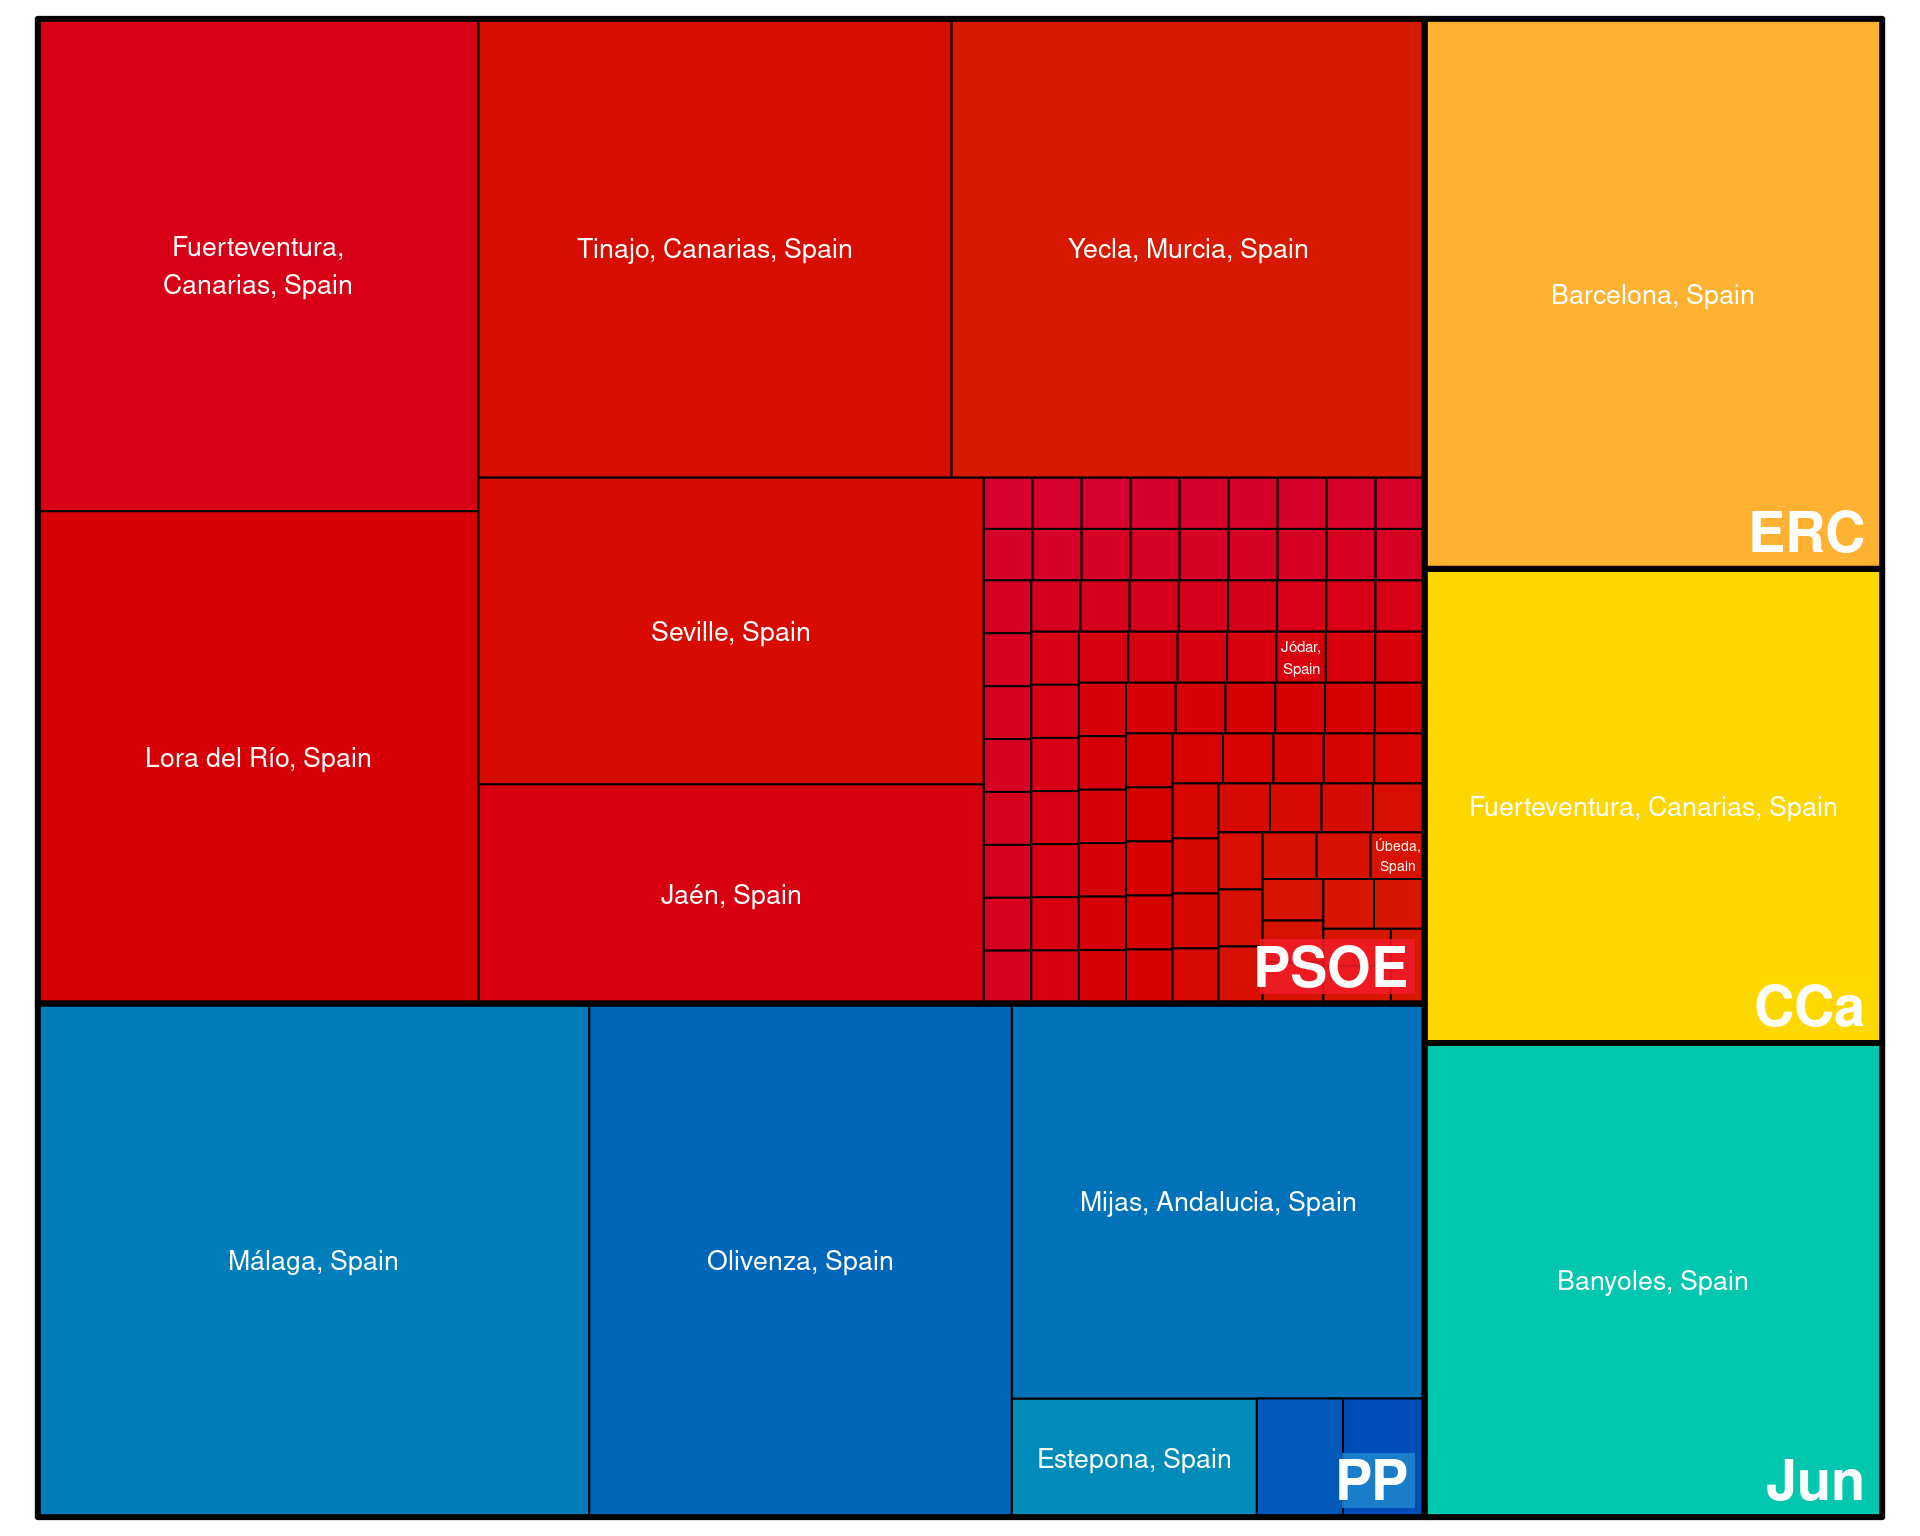 Fuerteventura,
Canarias, Spain
Tinajo, Canarias, Spain
Yecla, Murcia, Spain
Lora del Río, Spain
Seville, Spain
Jaén, Spain
Jódar,
Spain
Úbeda,
Spain
PSOE
Barcelona, Spain
ERC
Fuerteventura, Canarias, Spain
CCa
Málaga, Spain
Olivenza, Spain
Mijas, Andalucia, Spain
Estepona, Spain
PP
Banyoles, Spain
Jun